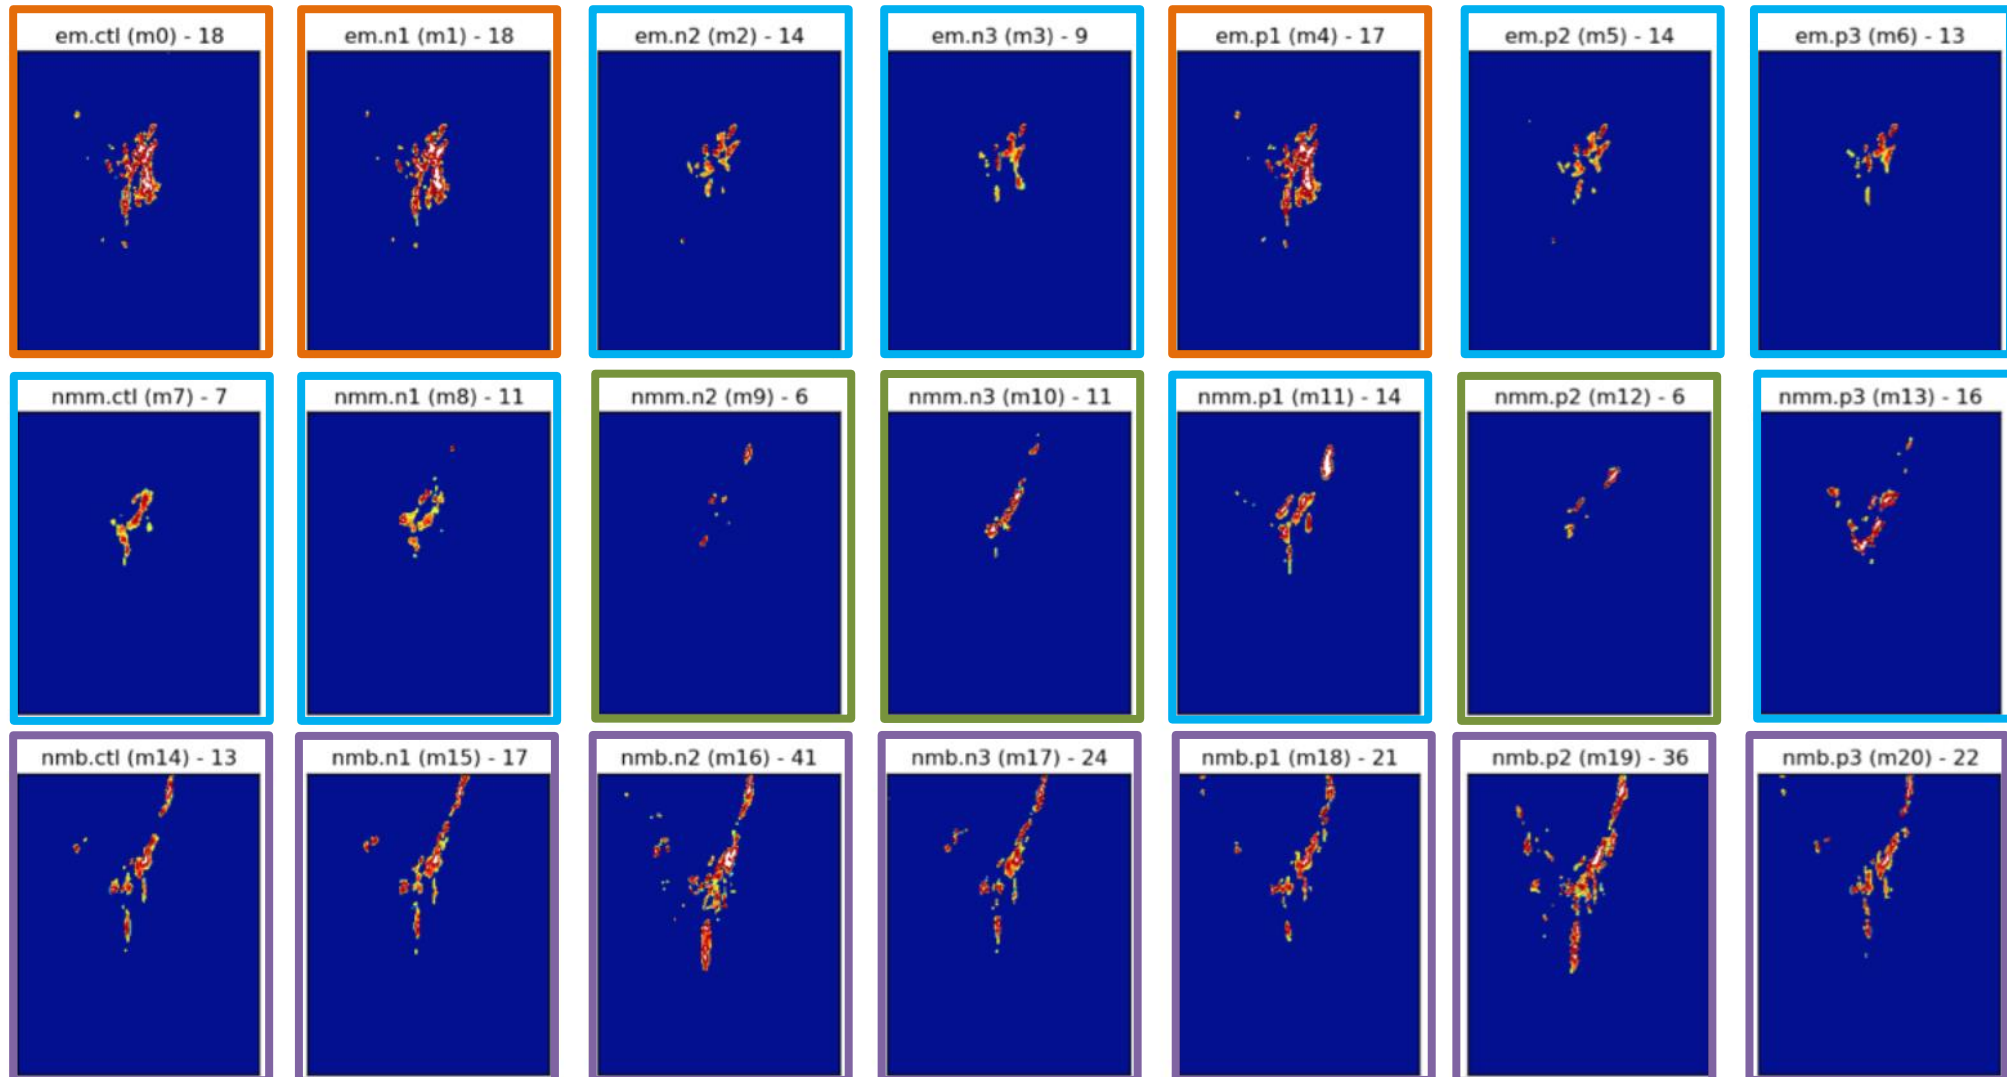 em.ctl (m0) - 18
em.n1 (m1) - 18
em.n2 (m2) - 14
em.n3 (m3) - 9
em.p1 (m4) - 17
em.p2 (m5) - 14
em.p3 (m6) - 13
nmm.ctl (m7) - 7
nmm.n1 (m8) - 11
nmm.n2 (m9) - 6
nmm.n3 (m10) - 11
nmm.p1 (m11) - 14
nmm.p2 (m12) - 6
nmm.p3 (m13) - 16
nmb.ctl (m14) - 13
nmb.n1 (m15) - 17
nmb.n2 (m16) - 41
nmb.n3 (m17) - 24
nmb.p1 (m18) - 21
nmb.p2 (m19) - 36
nmb.p3 (m20) - 22